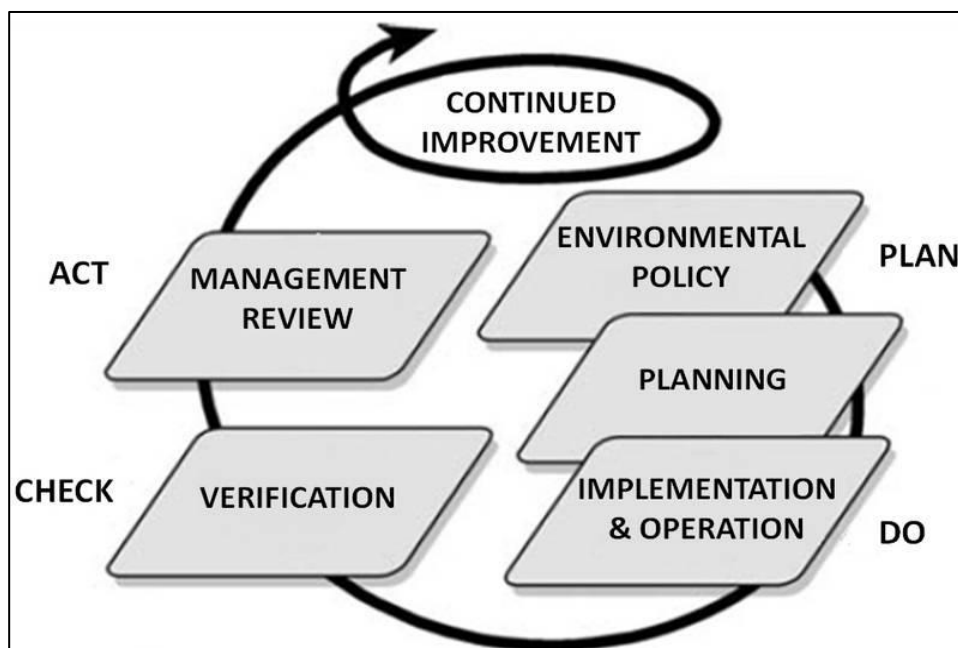 CONTINUED
IMPROVEMENT
ENVIRONMENTAL
POLICY
PLAN
ACT
MANAGEMENT
REVIEW
PLANNING
CHECK
VERIFICATION
IMPLEMENTATION
& OPERATION
DO